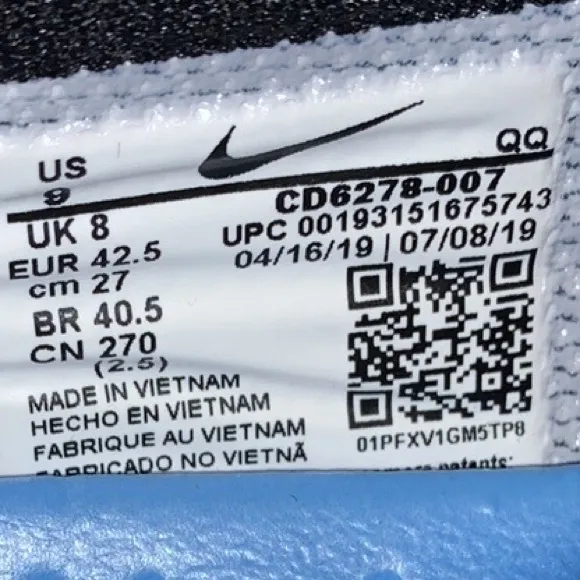 US
9
QQ
CD6278-007
UK 8
UPC 00193151675743
EUR 42.5
04/16/19 | 07/08/19
cm 27
BR 40.5
CN 270
(2.5)
MADE IN VIETNAM
HECHO EN VIETNAM
FABRIQUE AU VIETNAM
FABRICADO NO VIETNÃ
01PFXV1GM5TP8
patents: